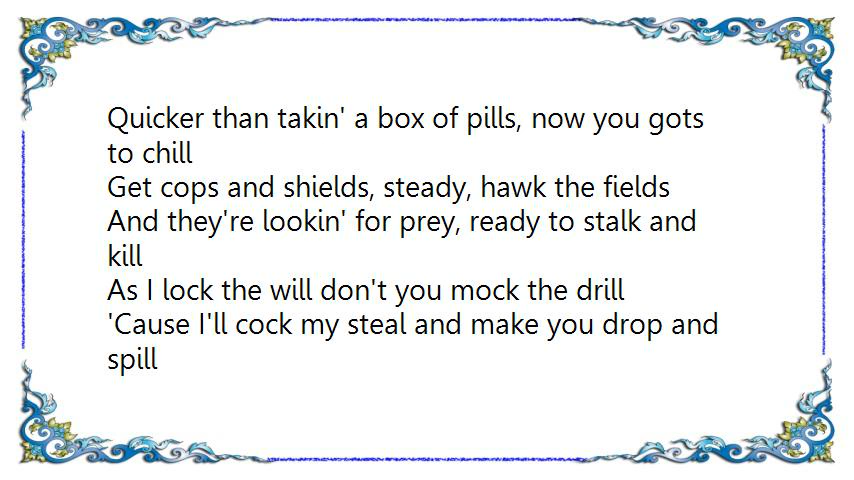 Quicker than takin' a box of pills, now you gots
to chill
Get cops and shields, steady, hawk the fields
And they're lookin' for prey, ready to stalk and
kill
As I lock the will don't you mock the drill
'Cause I'll cock my steal and make you drop and
spill